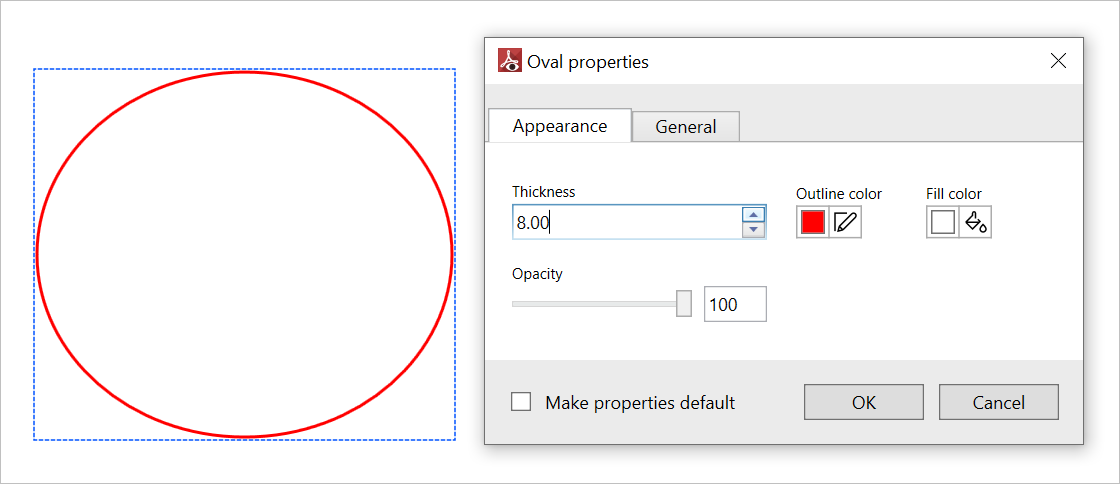 Oval properties
Appearance
General
Thickness
Outline color
Fill color
8.00
Opacity
100
Make properties default
OK
Cancel